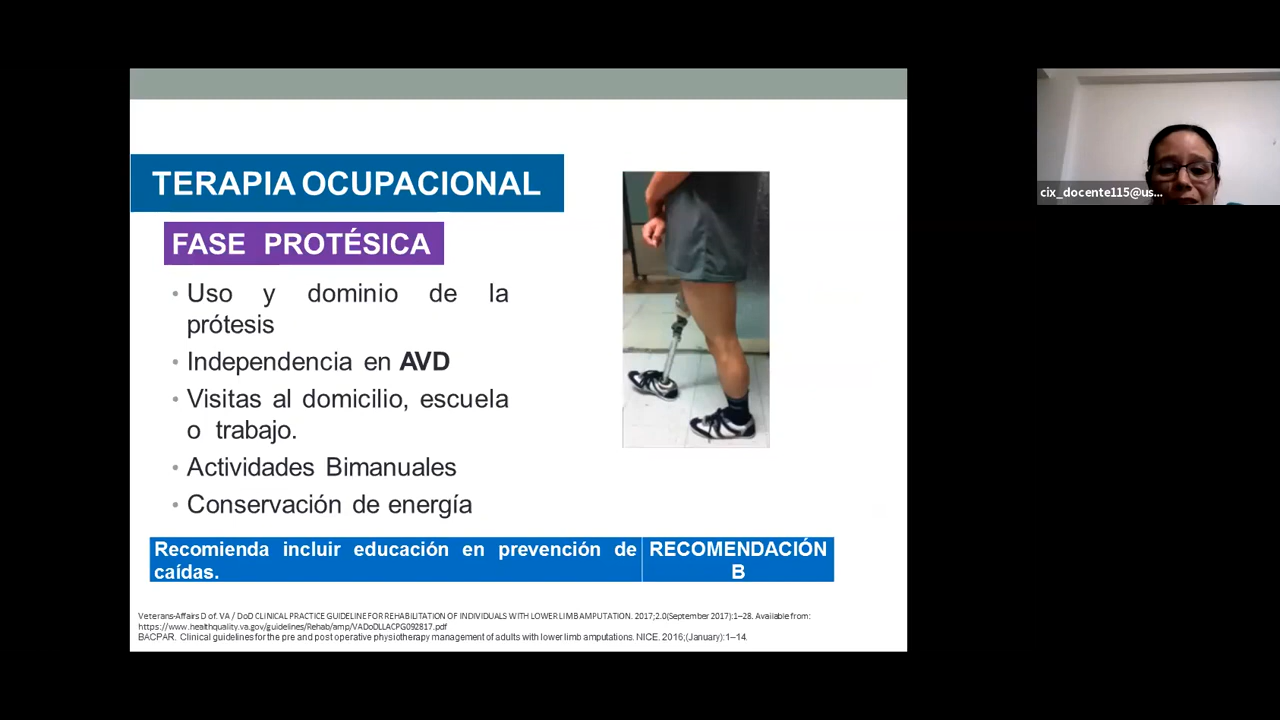 TERAPIA OCUPACIONAL
FASE PROTÉSICA
• Uso y dominio de la
prótesis
• Independencia en AVD
• Visitas al domicilio, escuela
o trabajo.
• Actividades Bimanuales
• Conservación de energía
Recomienda incluir educación en prevención de
caídas.
RECOMENDACIÓN
B
Veterans-Affairs D of. VA / DoD CLINICAL PRACTICE GUIDELINE FOR REHABILITATION OF INDIVIDUALS WITH LOWER LIMB AMPUTATION. 2017;2.0(September 2017):1–28. Available from:
https://www.healthquality.va.gov/guidelines/Rehab/amp/VADoDLLACPG092817.pdf
BACPAR. Clinical guidelines for the pre and post operative physiotherapy management of adults with lower limb amputations. NICE. 2016;(January):1–14.
cix_docente115@us...